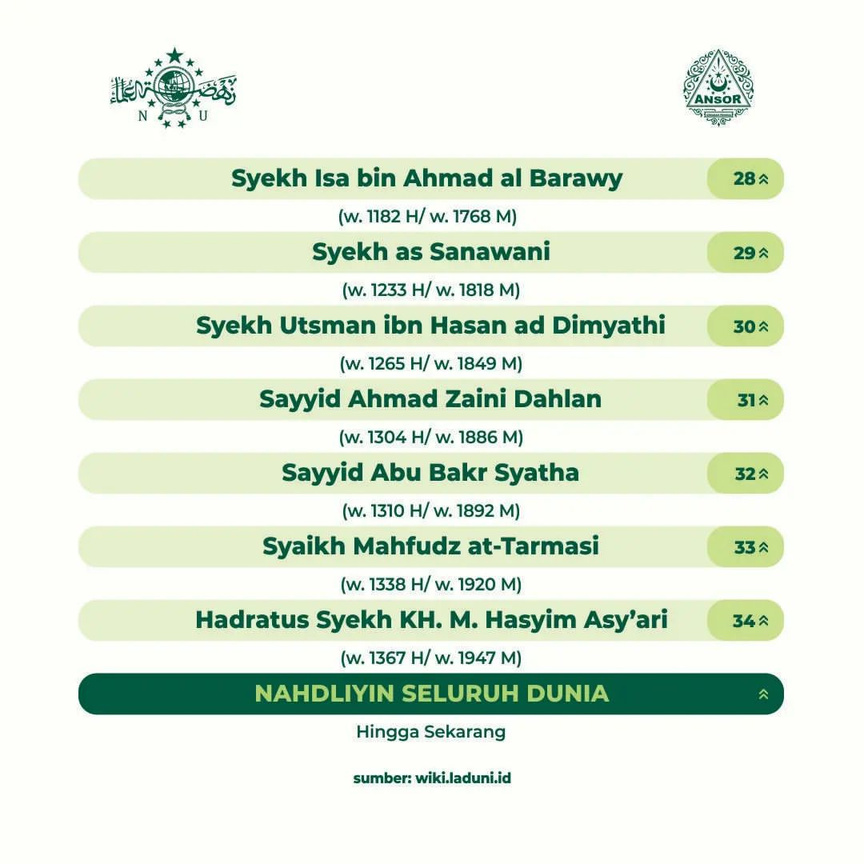 نهضة العلماء
N U
ANSOR
Syekh Isa bin Ahmad al Barawy 28
(w. 1182 H/ w. 1768 M)
Syekh as Sanawani 29
(w. 1233 H/ w. 1818 M)
Syekh Utsman ibn Hasan ad Dimyathi 30
(w. 1265 H/ w. 1849 M)
Sayyid Ahmad Zaini Dahlan 31
(w. 1304 H/ w. 1886 M)
Sayyid Abu Bakr Syatha 32
(w. 1310 H/ w. 1892 M)
Syaikh Mahfudz at-Tarmasi 33
(w. 1338 H/ w. 1920 M)
Hadratus Syekh KH. M. Hasyim Asy’ari 34
(w. 1367 H/ w. 1947 M)
NAHDLIYIN SELURUH DUNIA
Hingga Sekarang
sumber: wiki.laduni.id